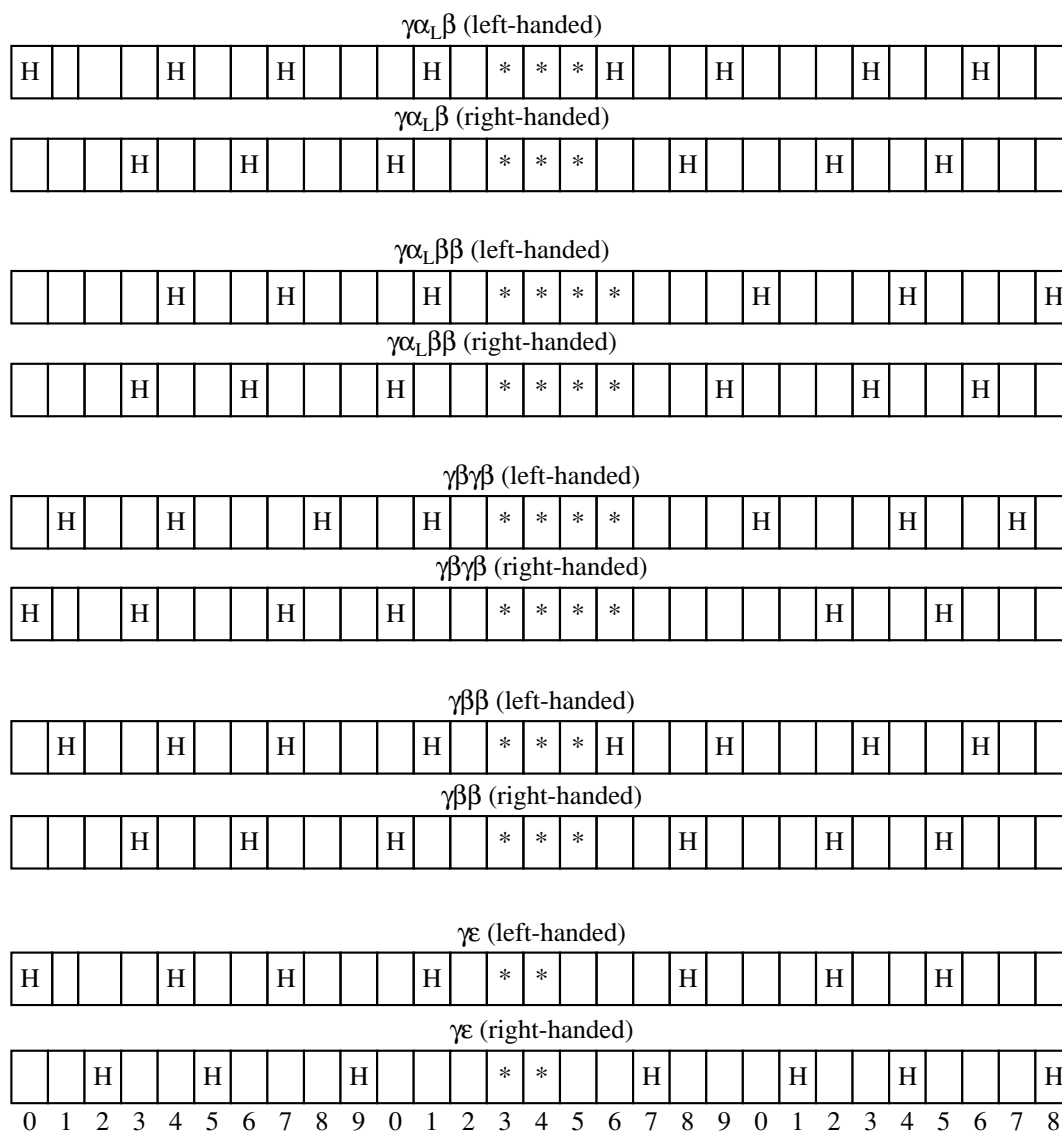 γα_Lβ (left-handed)
H H H H * * * H H H H
γα_Lβ (right-handed)
H H H * * * H H H
γα_Lββ (left-handed)
H H H * * * * H H H
γα_Lββ (right-handed)
H H H * * * * H H H
γβγβ (left-handed)
H H H H * * * * H H H
γβγβ (right-handed)
H H H H * * * * H H
γββ (left-handed)
H H H H * * * H H H H
γββ (right-handed)
H H H * * * H H H
γε (left-handed)
H H H H * * H H H
γε (right-handed)
H H H * * H H H H
0 1 2 3 4 5 6 7 8 9 0 1 2 3 4 5 6 7 8 9 0 1 2 3 4 5 6 7 8